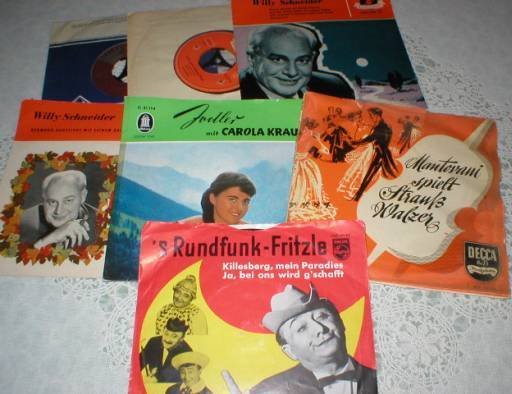 Willy Schneider
Willy Schneider
Jodler
mit CAROLA KRAU
Mantovani
spielt
Strauß
Walzer
DECCA
's Rundfunk-Fritzle
PHILIPS
Killesberg, mein Paradies
Ja, bei ons wird g'schafft